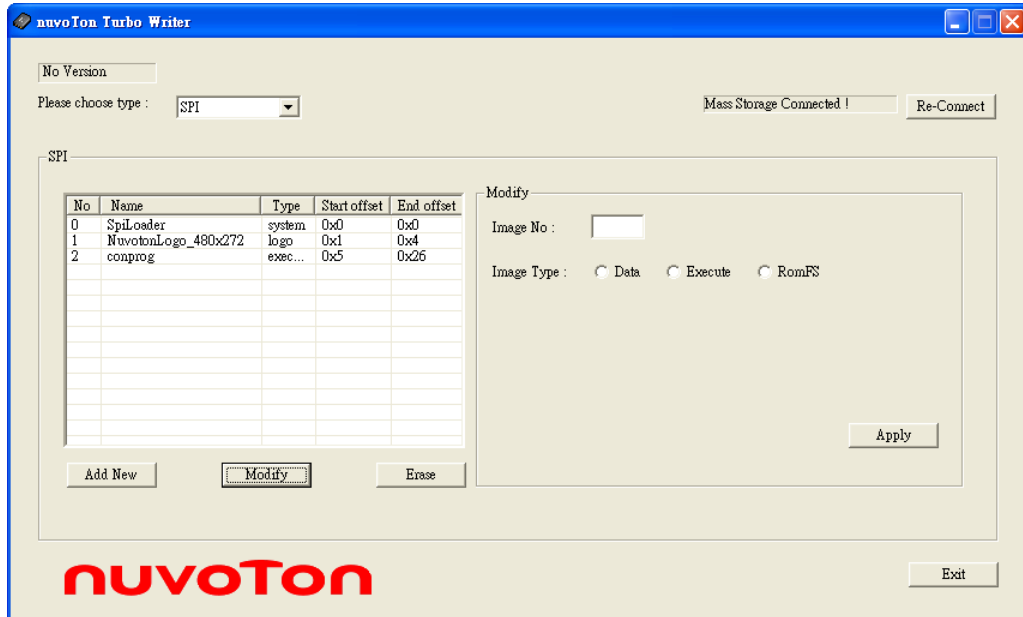 nuvoTon Turbo Writer
No Version
Please choose type :
SPI
Mass Storage Connected !
Re-Connect
SPI
No Name Type Start offset End offset
0 SpiLoader system 0x0 0x0
1 NuvotonLogo_480x272 logo 0x1 0x4
2 conprog exec... 0x5 0x26
Modify
Image No :
Image Type : Data Execute RomFS
Apply
Add New Modify Erase
nuvoTon
Exit